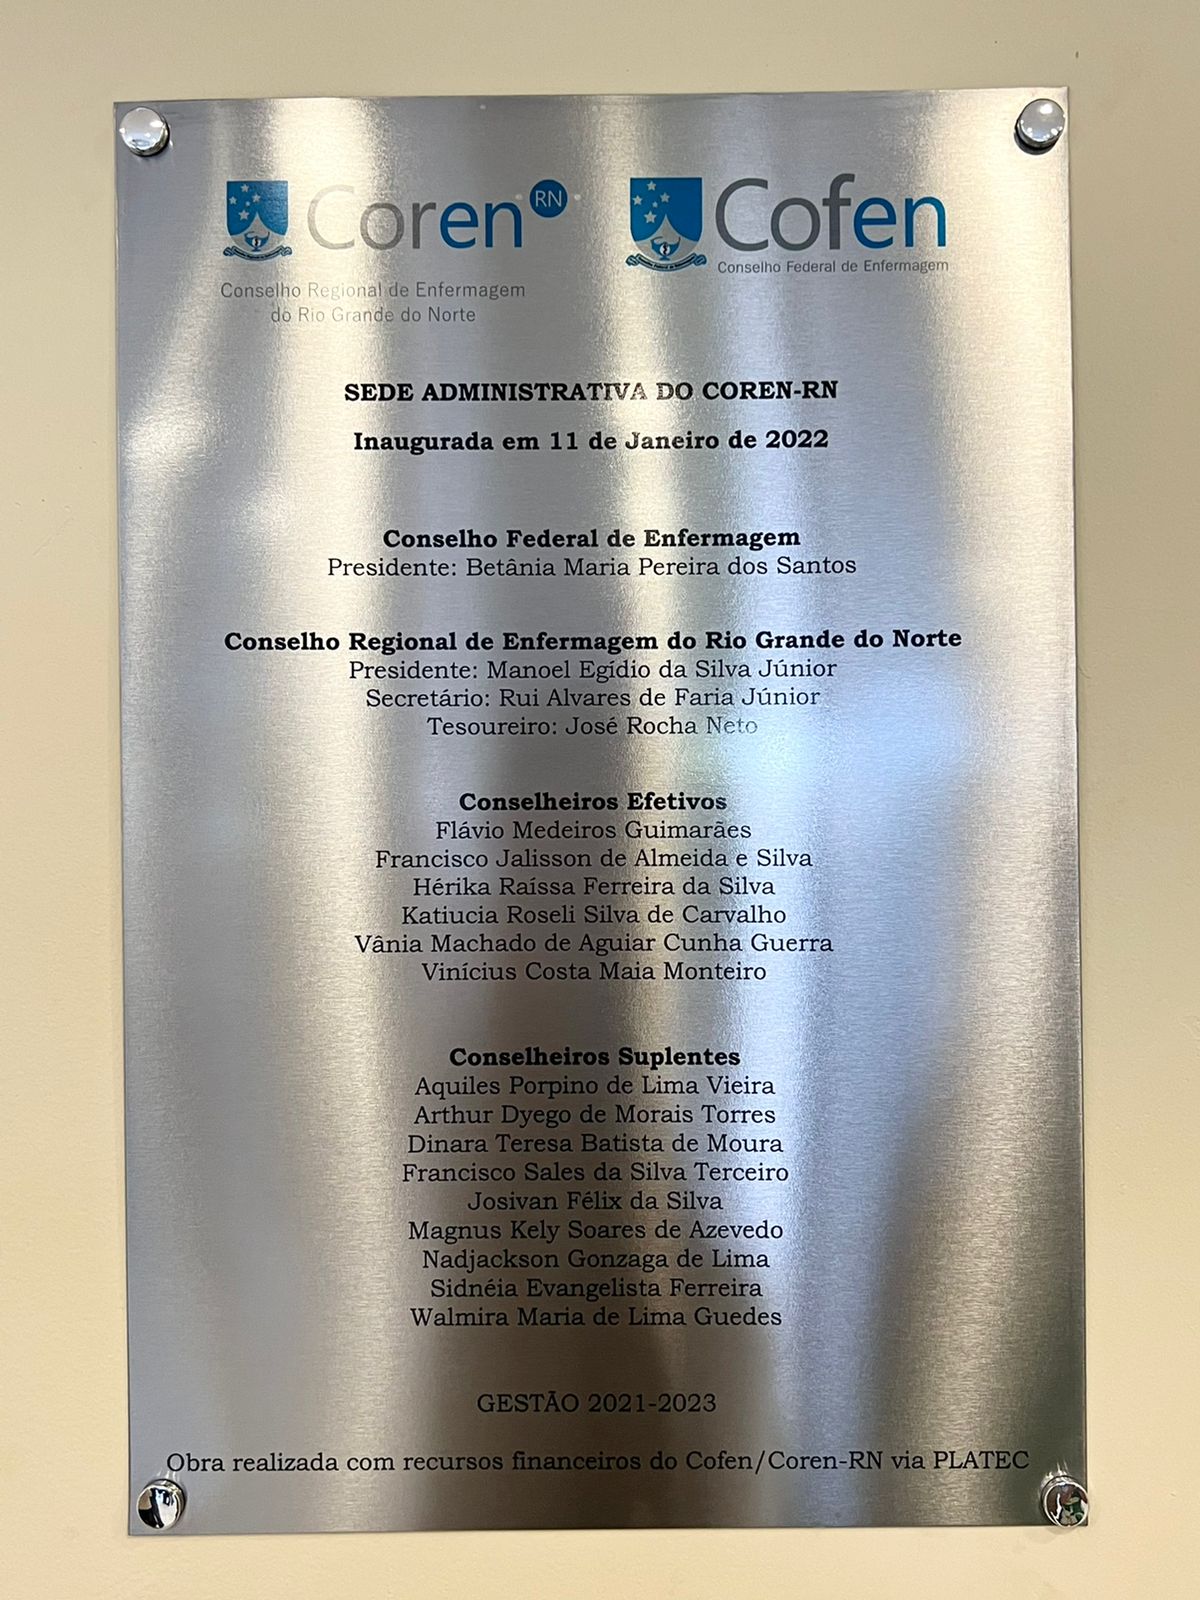 Coren RN
Conselho Regional de Enfermagem
do Rio Grande do Norte
Cofen
Conselho Federal de Enfermagem
SEDE ADMINISTRATIVA DO COREN-RN
Inaugurada em 11 de Janeiro de 2022
Conselho Federal de Enfermagem
Presidente: Betânia Maria Pereira dos Santos
Conselho Regional de Enfermagem do Rio Grande do Norte
Presidente: Manoel Egídio da Silva Júnior
Secretário: Rui Alvares de Faria Júnior
Tesoureiro: José Rocha Neto
Conselheiros Efetivos
Flávio Medeiros Guimarães
Francisco Jalisson de Almeida e Silva
Hérika Raíssa Ferreira da Silva
Katiucia Roseli Silva de Carvalho
Vânia Machado de Aguiar Cunha Guerra
Vinícius Costa Maia Monteiro
Conselheiros Suplentes
Aquiles Porpino de Lima Vieira
Arthur Dyego de Morais Torres
Dinara Teresa Batista de Moura
Francisco Sales da Silva Terceiro
Josivan Félix da Silva
Magnus Kely Soares de Azevedo
Nadjackson Gonzaga de Lima
Sidnéia Evangelista Ferreira
Walmira Maria de Lima Guedes
GESTÃO 2021-2023
Obra realizada com recursos financeiros do Cofen/Coren-RN via PLATEC